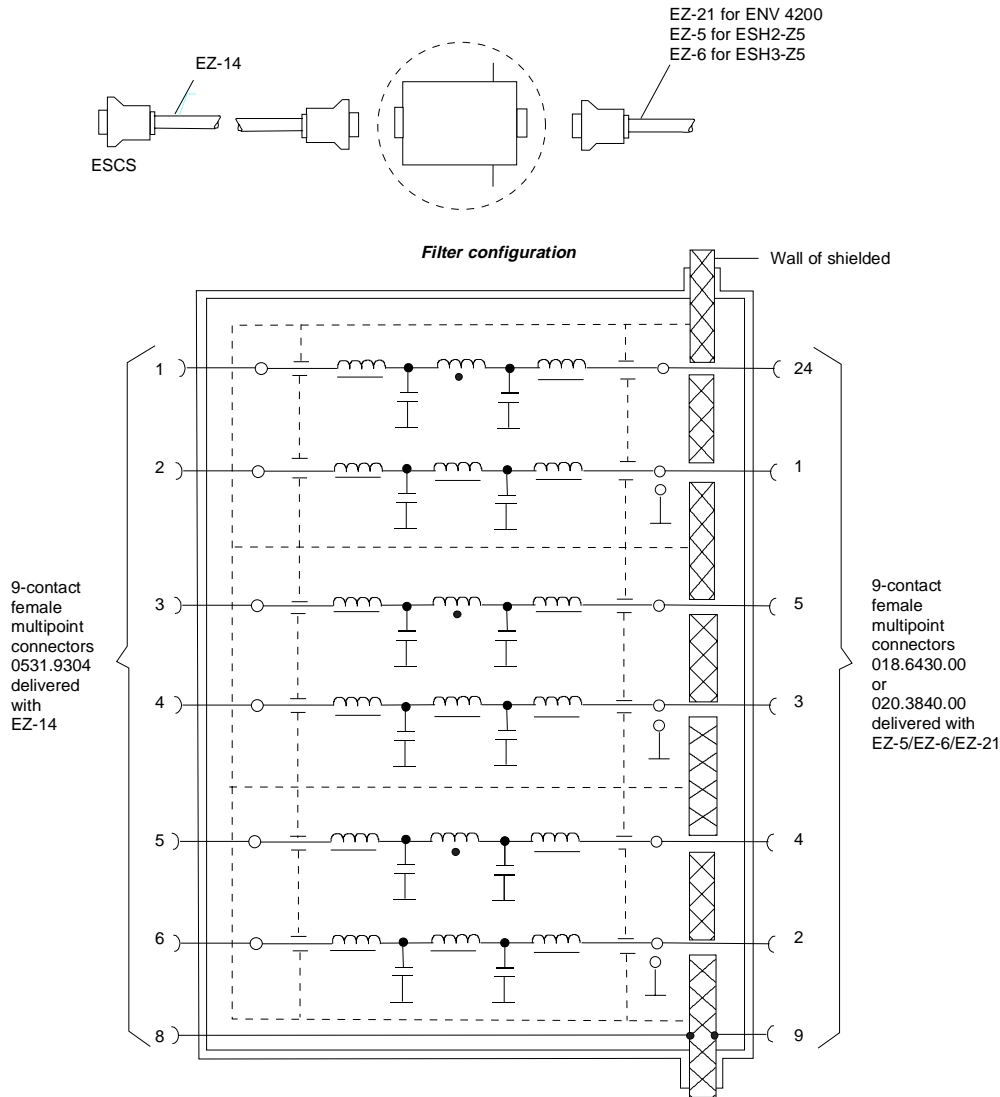 EZ-21 for ENV 4200
EZ-5 for ESH2-Z5
EZ-6 for ESH3-Z5
EZ-14
ESCS
Filter configuration
Wall of shielded
1
24
2
1
9-contact
female
multipoint
connectors
0531.9304
delivered
with
EZ-14
3
5
4
3
5
4
6
2
8
9
9-contact
female
multipoint
connectors
018.6430.00
or
020.3840.00
delivered with
EZ-5/EZ-6/EZ-21